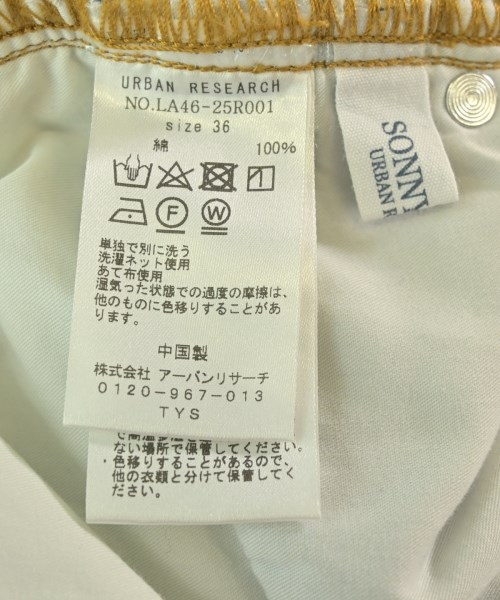 URBAN RESEARCH
NO.LA46-25R001
size 36
綿 100%
F W
単独で別に洗う
洗濯ネット使用
あて布使用
湿気った状態での過度の摩擦は、
他のものに色移りすることがあ
ります。
中国製
株式会社 アーバンリサーチ
0120-967-013
TYS
ない場所で保管してください。
・色移りすることがあるので、
他の衣類と分けて保管してく
ださい。
SONNY
URBAN R